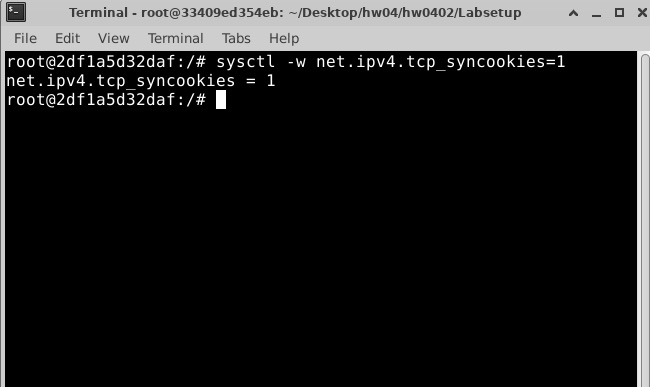 Terminal - root@33409ed354eb: ~/Desktop/hw04/hw0402/Labsetup
File Edit View Terminal Tabs Help
root@2df1a5d32daf:/# sysctl -w net.ipv4.tcp_syncookies=1
net.ipv4.tcp_syncookies = 1
root@2df1a5d32daf:/#